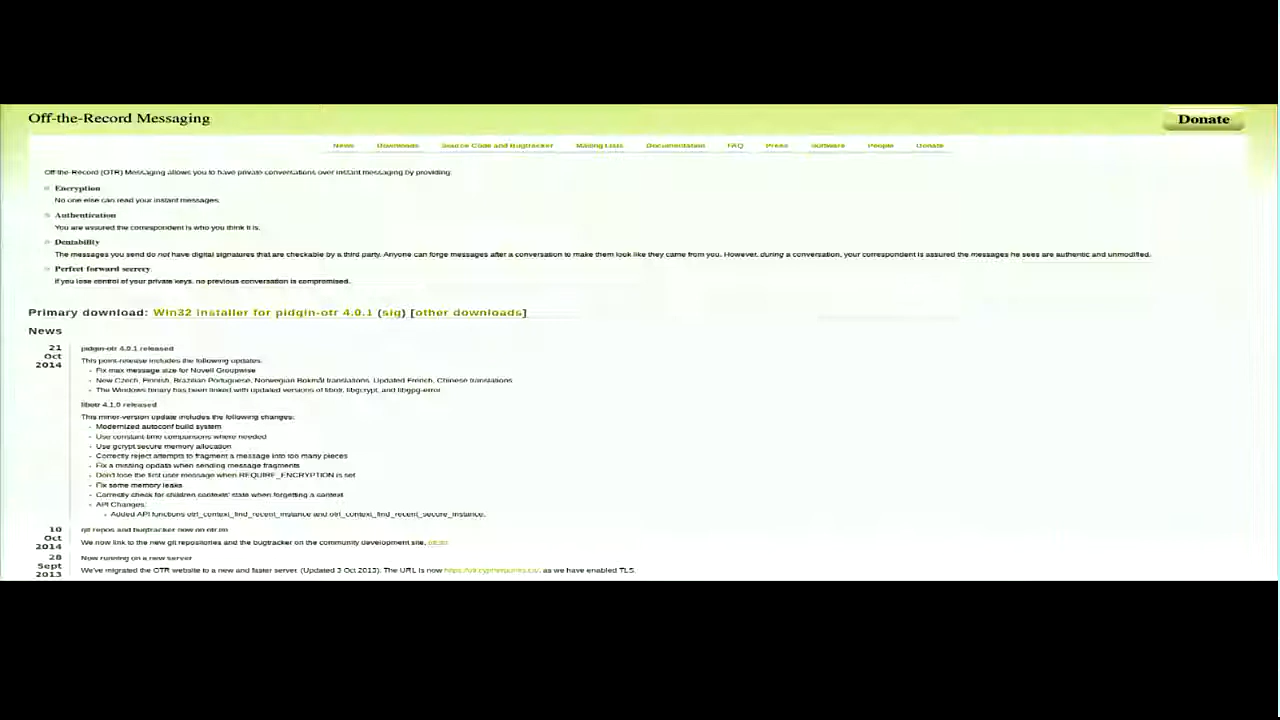 Off-the-Record Messaging
Donate
News Downloads Source Code and Bugtracker Mailing Lists Documentation FAQ Press Software People Donate
Off-the-Record (OTR) Messaging allows you to have private conversations over instant messaging by providing:
Encryption
No one else can read your instant messages.
Authentication
You are assured the correspondent is who you think it is.
Deniability
The messages you send do not have digital signatures that are checkable by a third party. Anyone can forge messages after a conversation to make them look like they came from you. However, during a conversation, your correspondent is assured the messages he sees are authentic and unmodified.
Perfect forward secrecy
If you lose control of your private keys, no previous conversation is compromised.
Primary download: Win32 installer for pidgin-otr 4.0.1 (sig) [other downloads]
News
21 Oct 2014
pidgin-otr 4.0.1 released
This point-release includes the following updates:
- Fix max message size for Novell Groupwise
- New Czech, Finnish, Brazilian Portuguese, Norwegian Bokmål translations, Updated French, Chinese translations
- The Windows binary has been linked with updated versions of libotr, libgcrypt, and libgpg-error
libotr 4.1.0 released
This minor-version update includes the following changes:
- Modernized autoconf build system
- Use constant-time comparisons where needed
- Use gcrypt secure memory allocation
- Correctly reject attempts to fragment a message into too many pieces
- Fix a missing opdata when sending message fragments
- Don't lose the first user message when REQUIRE_ENCRYPTION is set
- Fix some memory leaks
- Correctly check for children contexts' state when forgetting a context
- API Changes:
- Added API functions otrl_context_find_recent_instance and otrl_context_find_recent_secure_instance.
10 Oct 2014
git repos and bugtracker now on otr.im
We now link to the new git repositories and the bugtracker on the community development site, otr.im
28 Sept 2013
Now running on a new server
We've migrated the OTR website to a new and faster server. (Updated 3 Oct 2013). The URL is now https://otr.cypherpunks.ca/, as we have enabled TLS.